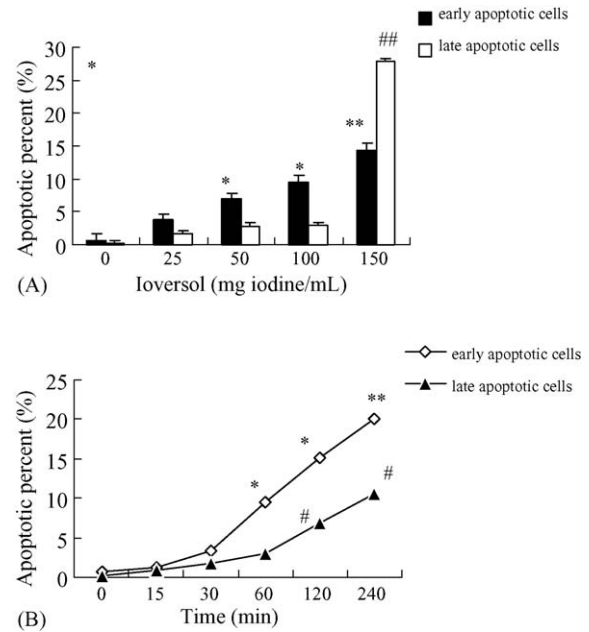 early apoptotic cells
late apoptotic cells
Apoptotic percent (%)
30
25
20
15
10
5
0
*
*
*
**
##
0 25 50 100 150
Ioversol (mg iodine/mL)
(A)
early apoptotic cells
late apoptotic cells
Apoptotic percent (%)
25
20
15
10
5
0
*
*
**
#
#
0 15 30 60 120 240
Time (min)
(B)